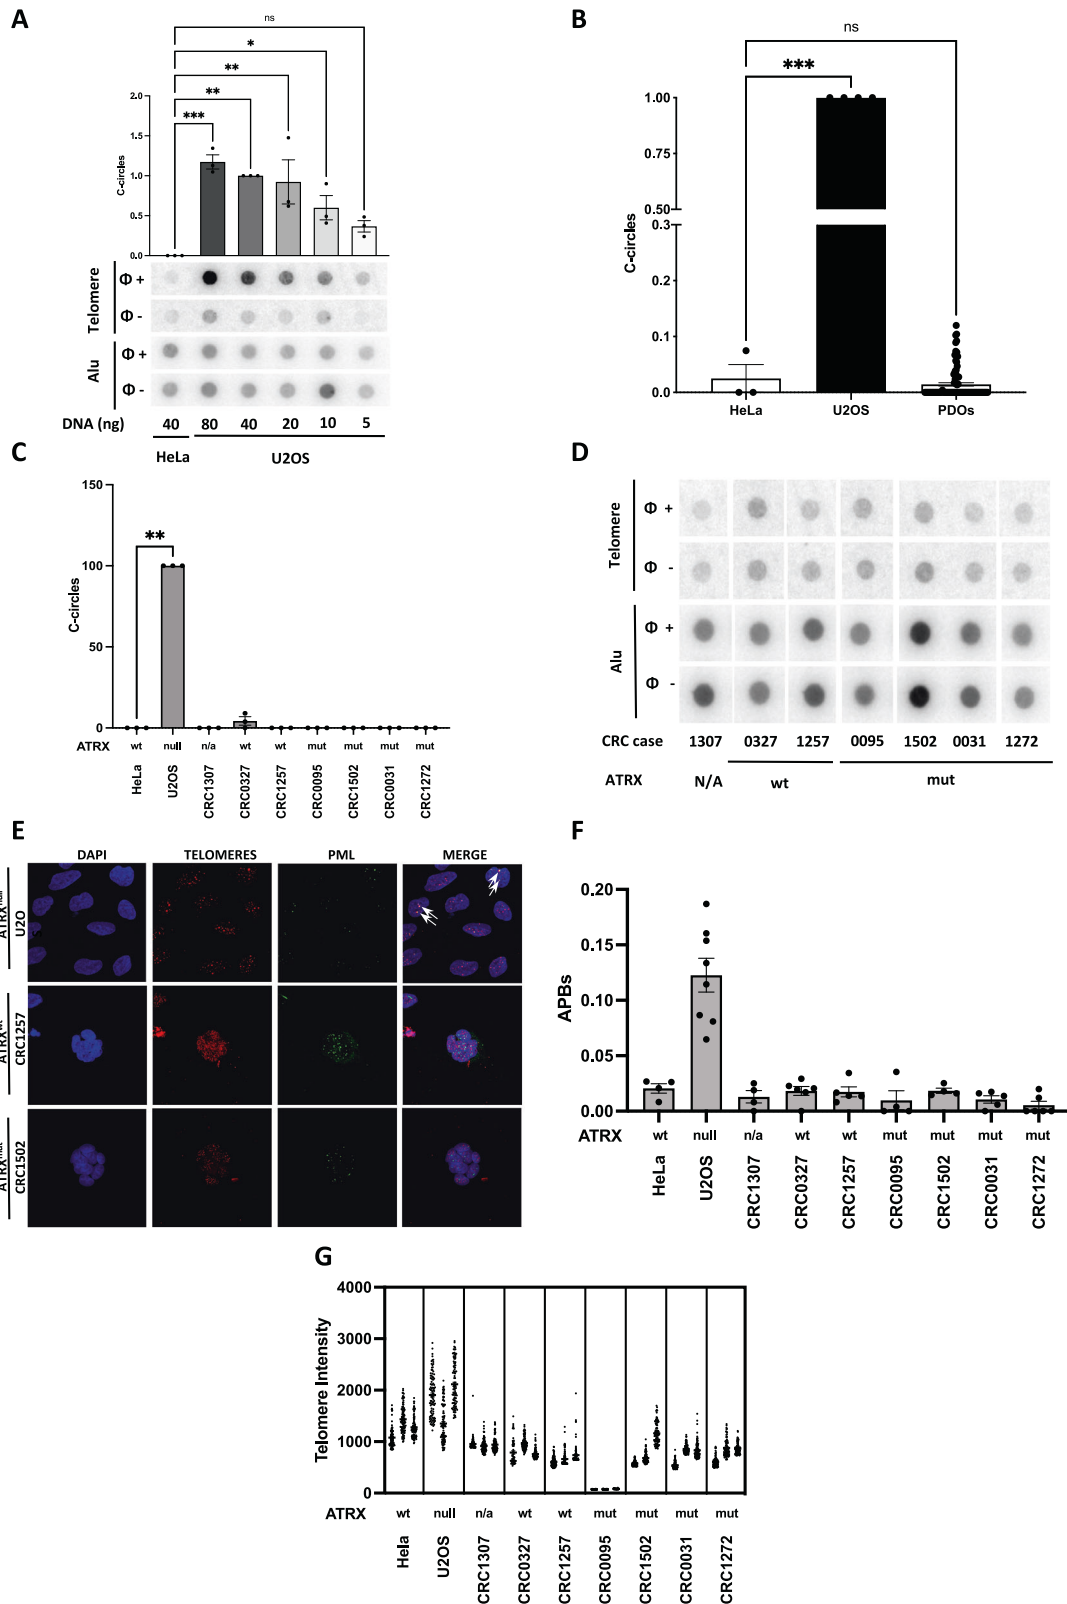 A
ns
*
**
**
***
2.0
1.5
1.0
0.5
0.0
C-circles
Telomere
Φ +
Φ -
Alu
Φ +
Φ -
DNA (ng) 40 80 40 20 10 5
HeLa U2OS
B
ns
***
1.00
0.75
0.50
0.3
0.2
0.1
0.0
C-circles
HeLa U2OS PDOs
C
150
100
50
0
C-circles
**
ATRX wt null n/a wt wt mut mut mut mut
HeLa U2OS CRC1307 CRC0327 CRC1257 CRC0095 CRC1502 CRC0031 CRC1272
D
Telomere
Φ +
Φ -
Alu
Φ +
Φ -
CRC case 1307 0327 1257 0095 1502 0031 1272
ATRX N/A wt mut
E
DAPI TELOMERES PML MERGE
ATRXnull
U2O
S
ATRXwt
CRC1257
ATRXmut
CRC1502
F
0.20
0.15
0.10
0.05
0.00
APBs
ATRX wt null n/a wt wt mut mut mut mut
HeLa U2OS CRC1307 CRC0327 CRC1257 CRC0095 CRC1502 CRC0031 CRC1272
G
4000
3000
2000
1000
0
Telomere Intensity
ATRX wt null n/a wt wt mut mut mut mut
Hela U2OS CRC1307 CRC0327 CRC1257 CRC0095 CRC1502 CRC0031 CRC1272